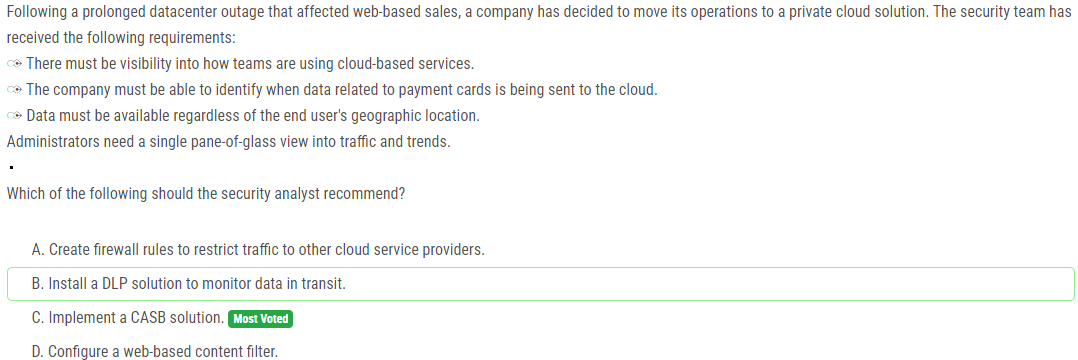 Following a prolonged datacenter outage that affected web-based sales, a company has decided to move its operations to a private cloud solution. The security team has
received the following requirements:
There must be visibility into how teams are using cloud-based services.
The company must be able to identify when data related to payment cards is being sent to the cloud.
Data must be available regardless of the end user's geographic location.
Administrators need a single pane-of-glass view into traffic and trends.
Which of the following should the security analyst recommend?
A. Create firewall rules to restrict traffic to other cloud service providers.
B. Install a DLP solution to monitor data in transit.
C. Implement a CASB solution. Most Voted
D. Configure a web-based content filter.